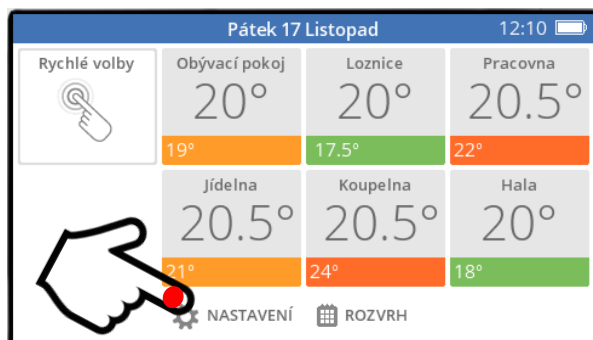 Pátek 17 Listopad 12:10
Rychlé volby
Obývací pokoj
20°
19°
Loznice
20°
17.5°
Pracovna
20.5°
22°
Jídelna
20.5°
21°
Koupelna
20.5°
24°
Hala
20°
18°
NASTAVENÍ ROZVRH